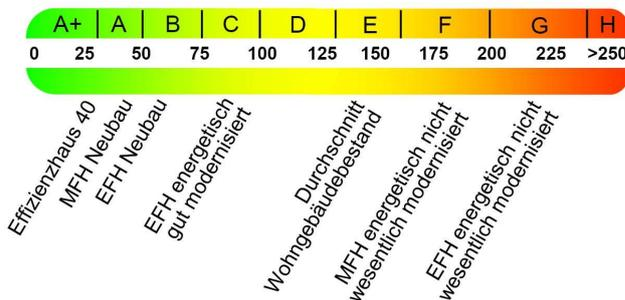 A+ A B C D E F G H
0 25 50 75 100 125 150 175 200 225 >250
Effizienzhaus 40
MFH Neubau
EFH Neubau
EFH energetisch
gut modernisiert
Durchschnitt
Wohngebäudebestand
MFH energetisch nicht
wesentlich modernisiert
EFH energetisch nicht
wesentlich modernisiert